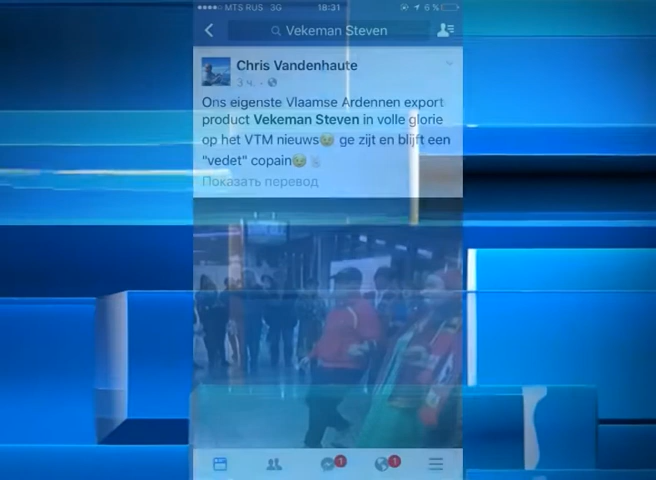 MTS RUS 3G 18:31 6%
Vekeman Steven
Chris Vandenhaute
3 ч.
Ons eigenste Vlaamse Ardennen export
product Vekeman Steven in volle glorie
op het VTM nieuws😢 ge zijt en blijft een
"vedet" copain😢
Показать перевод
1 1